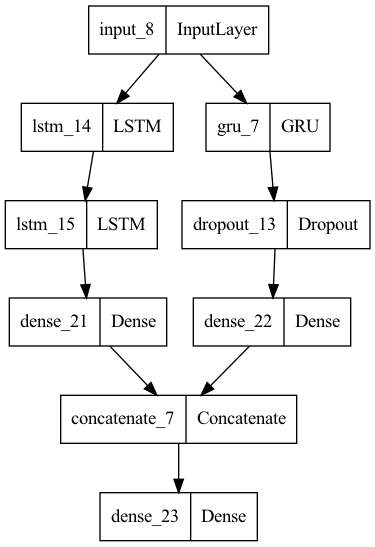 input_8 InputLayer
lstm_14 LSTM
gru_7 GRU
lstm_15 LSTM
dropout_13 Dropout
dense_21 Dense
dense_22 Dense
concatenate_7 Concatenate
dense_23 Dense